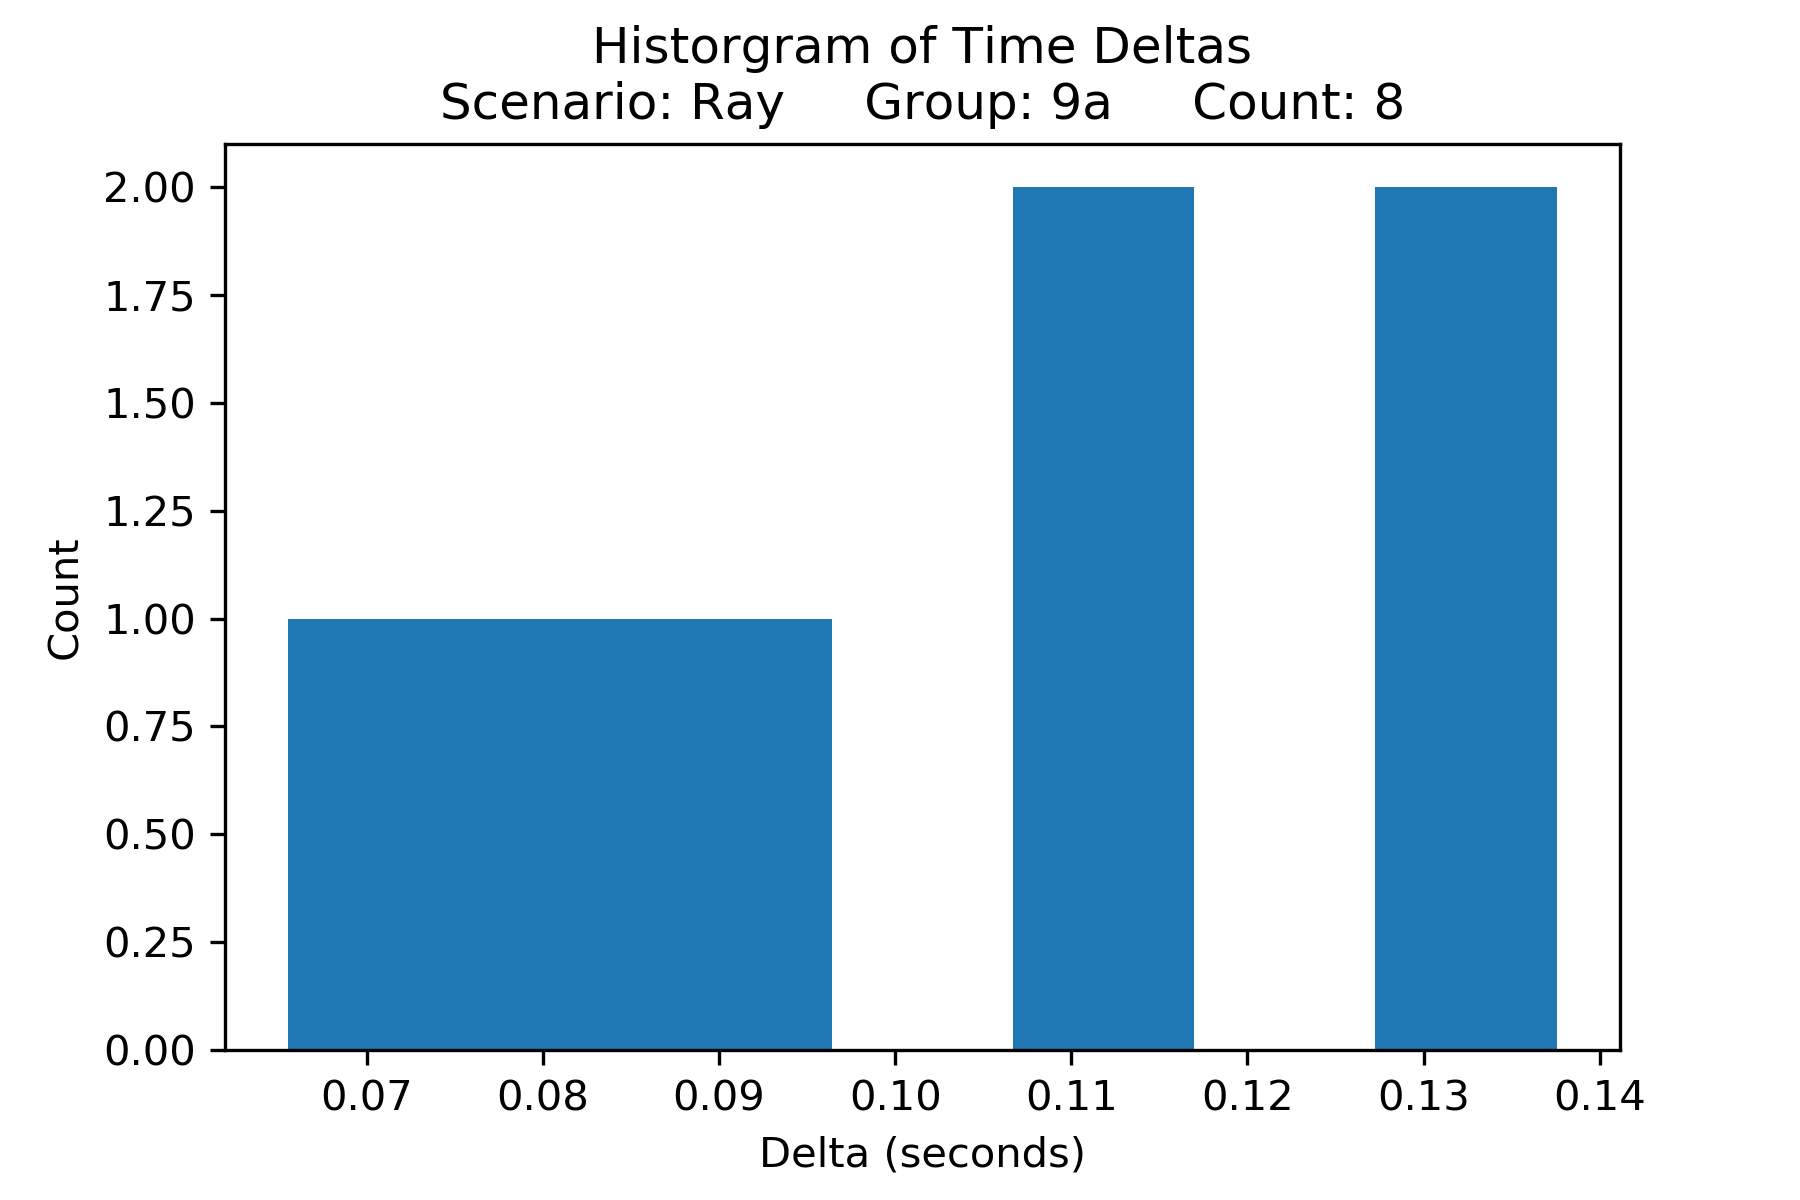 Historgram of Time Deltas
Scenario: Ray     Group: 9a     Count: 8
2.00
1.75
1.50
1.25
1.00
0.75
0.50
0.25
0.00
Count
0.07 0.08 0.09 0.10 0.11 0.12 0.13 0.14
Delta (seconds)